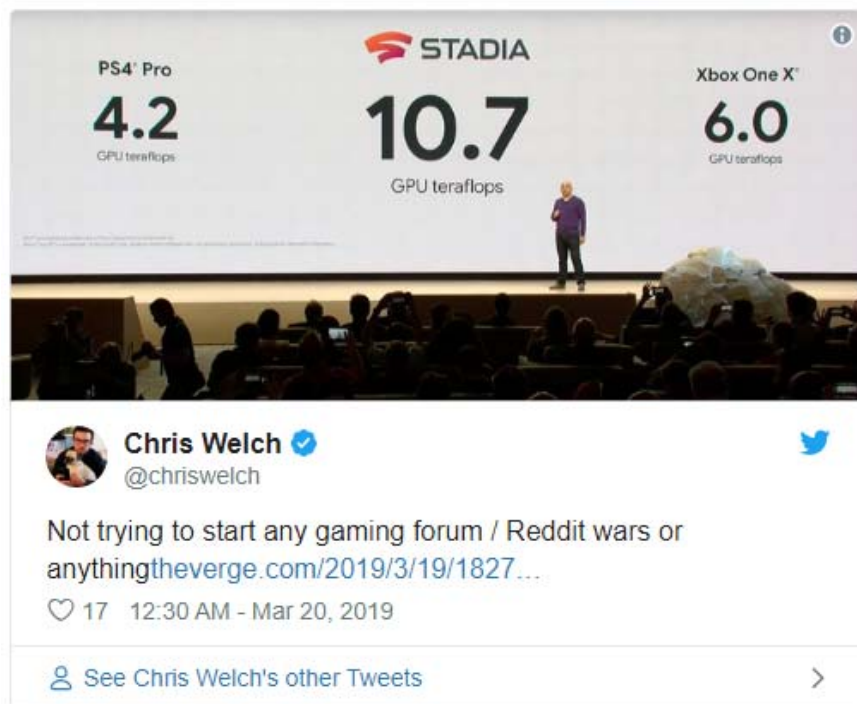 STADIA
PS4® Pro
4.2
GPU teraflops
10.7
GPU teraflops
Xbox One X®
6.0
GPU teraflops
Chris Welch
@chriswelch
Not trying to start any gaming forum / Reddit wars or
anythingtheverge.com/2019/3/19/1827…
17 12:30 AM - Mar 20, 2019
See Chris Welch's other Tweets